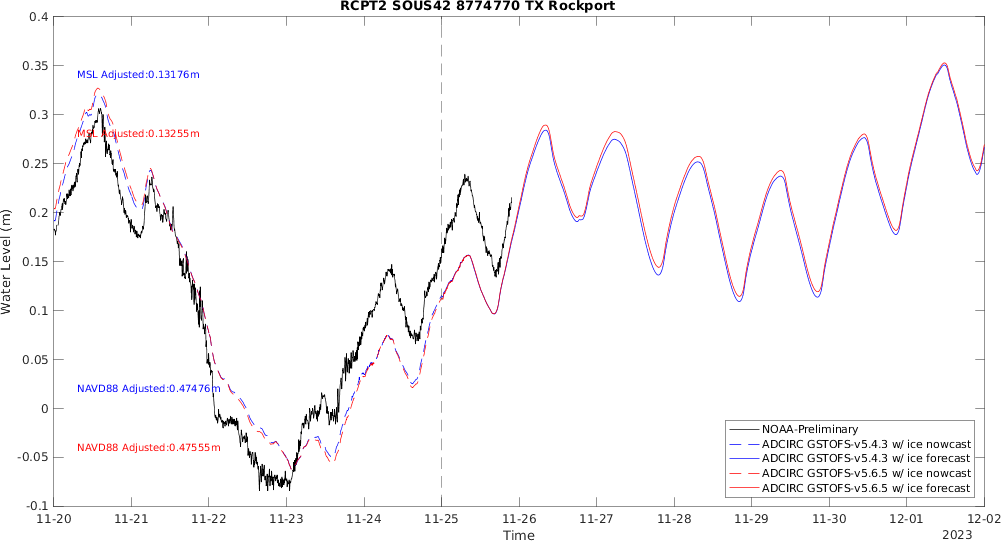 RCPT2 SOUS42 8774770 TX Rockport
0.4
0.35
0.3
0.25
0.2
0.15
0.1
0.05
0
-0.05
-0.1
Water Level (m)
MSL Adjusted:0.13176m
MSL Adjusted:0.13255m
NAVD88 Adjusted:0.47476m
NAVD88 Adjusted:0.47555m
NOAA-Preliminary
ADCIRC GSTOFS-v5.4.3 w/ ice nowcast
ADCIRC GSTOFS-v5.4.3 w/ ice forecast
ADCIRC GSTOFS-v5.6.5 w/ ice nowcast
ADCIRC GSTOFS-v5.6.5 w/ ice forecast
11-20 11-21 11-22 11-23 11-24 11-25 11-26 11-27 11-28 11-29 11-30 12-01 12-02
Time
2023